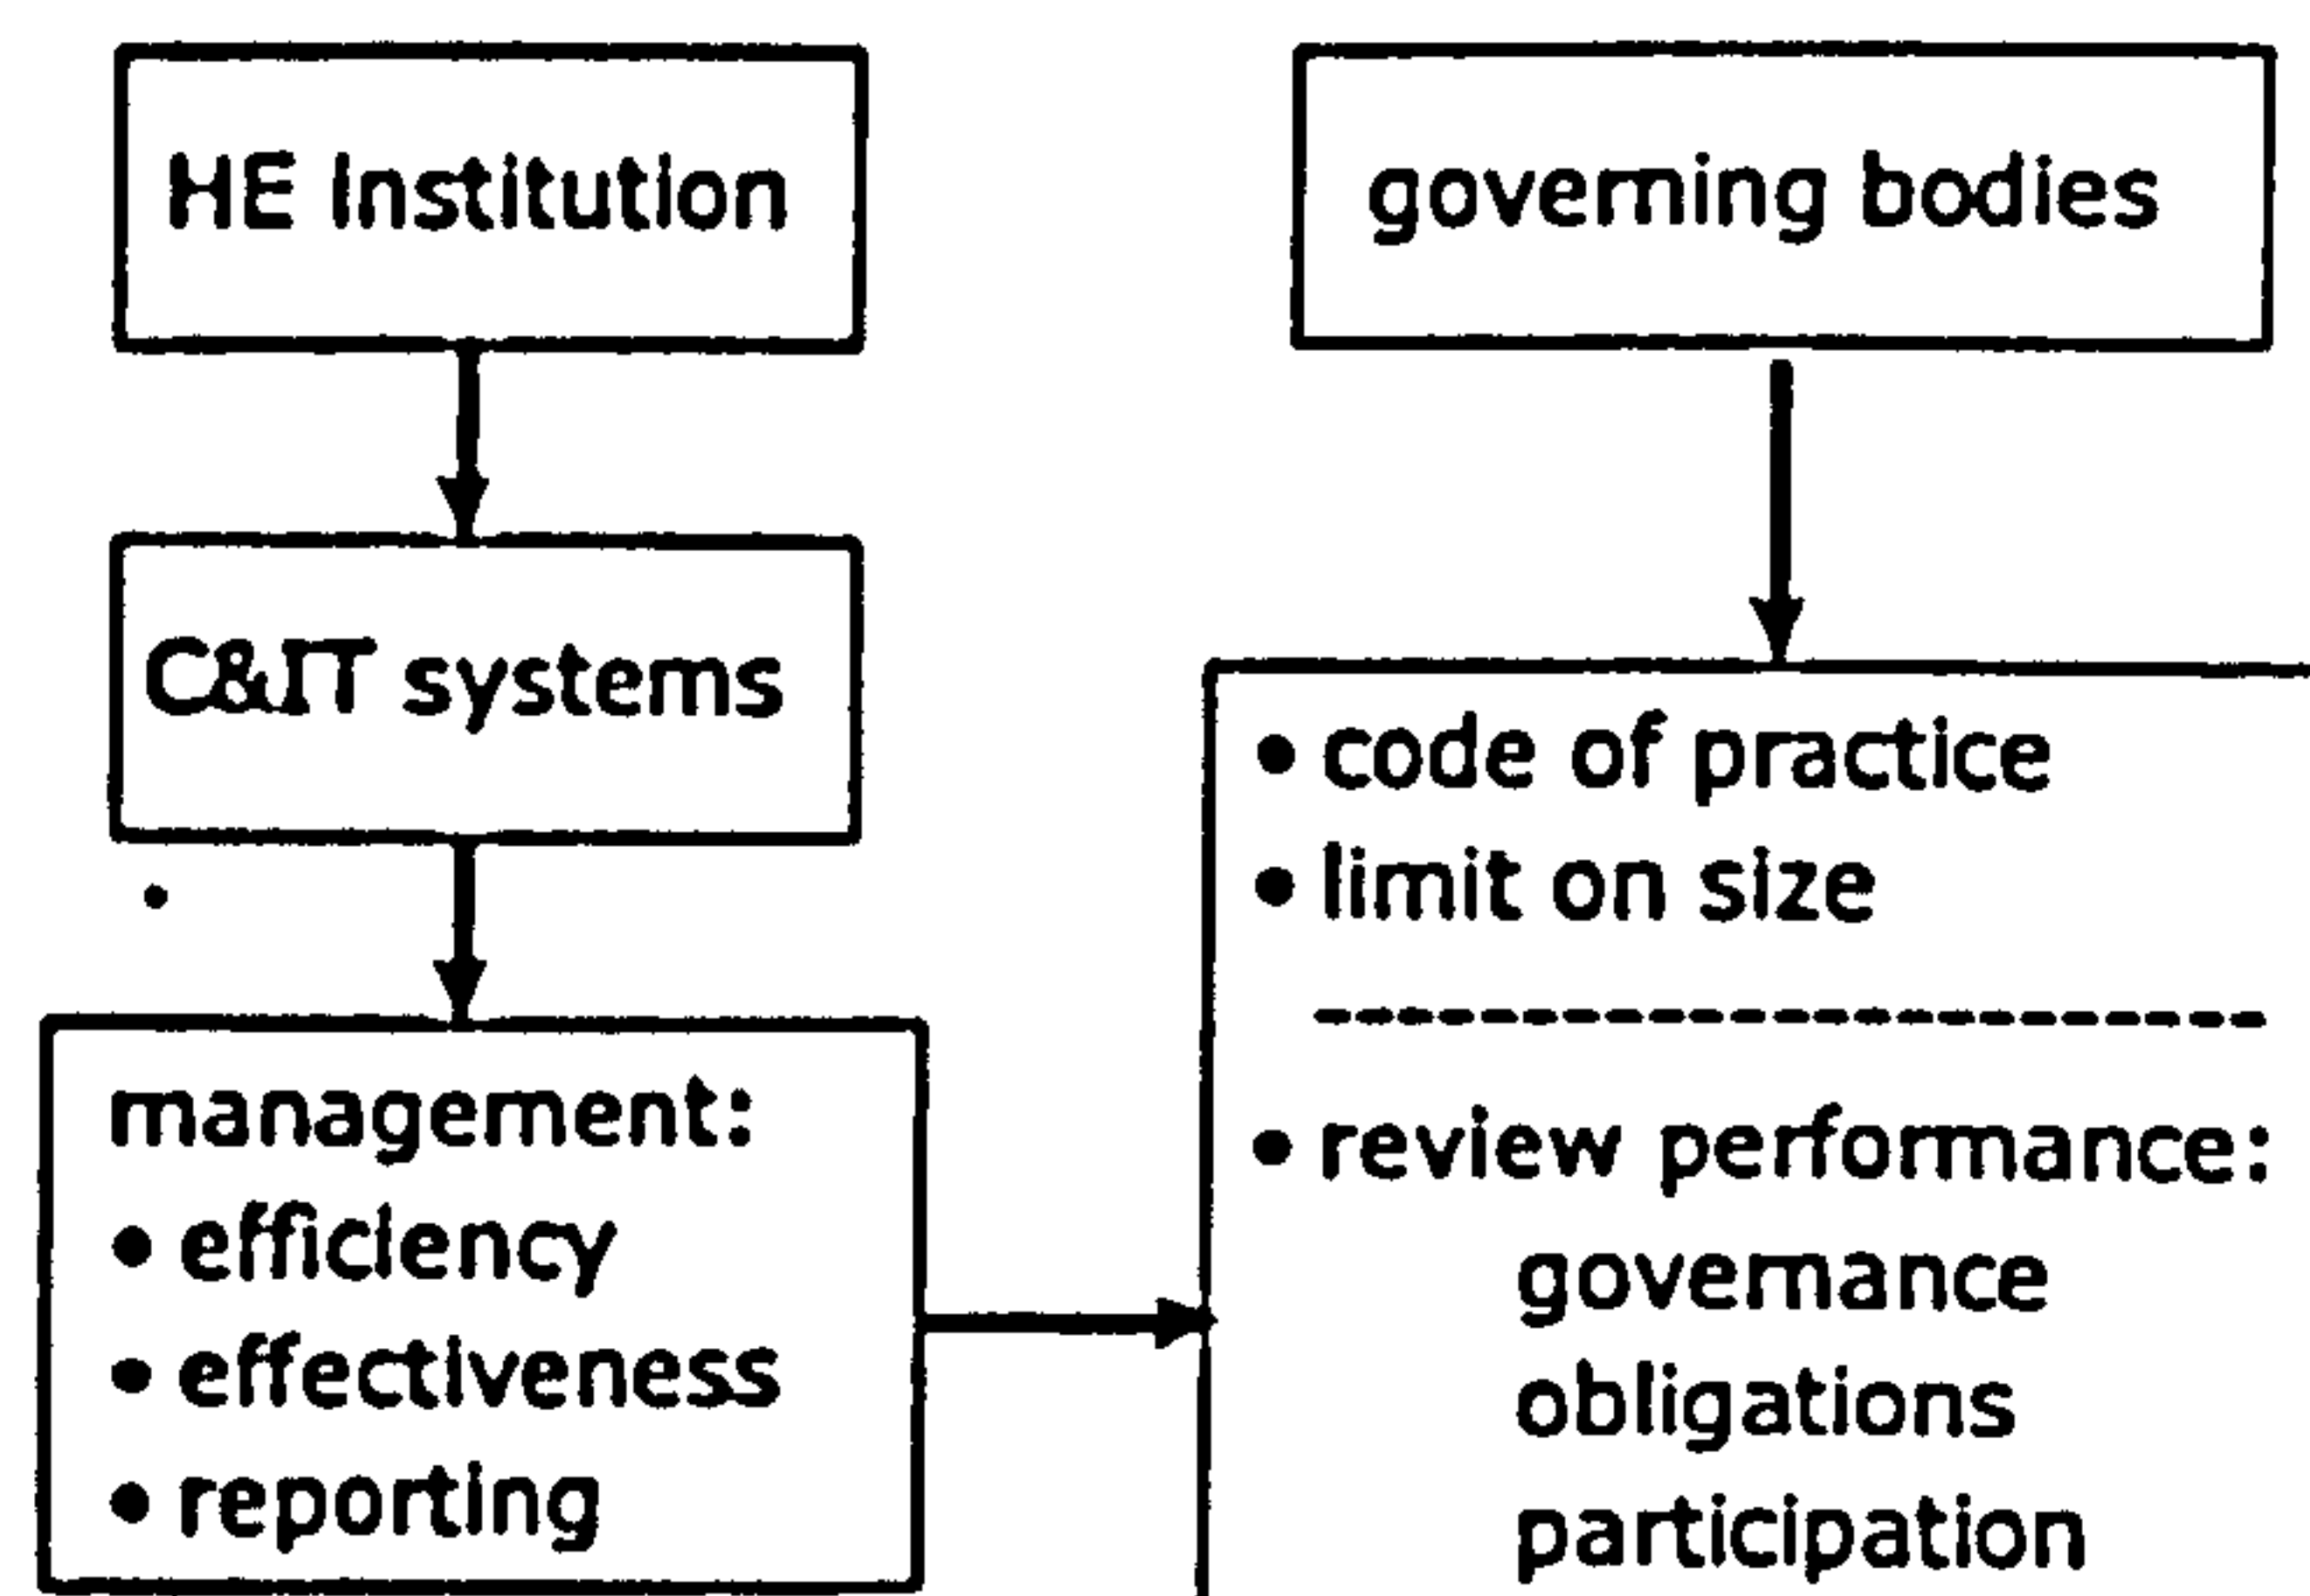 HE Institution
governing bodies
C&IT systems
• code of practice
• limit on size
management:
• efficiency
• effectiveness
• reporting
• review performance:
governance
obligations
participation